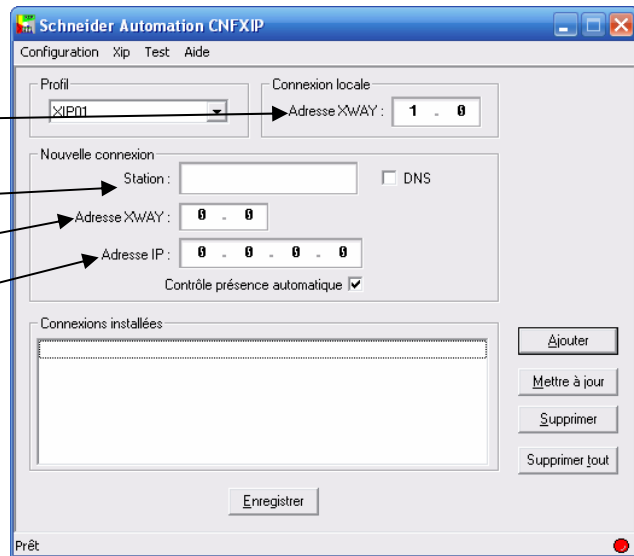 Schneider Automation CNFXIP
Configuration Xip Test Aide
Profil
XIP01
Connexion locale
Adresse XWAY : 1 . 0
Nouvelle connexion
Station :
DNS
Adresse XWAY : 0 . 0
Adresse IP : 0 . 0 . 0 . 0
Contrôle présence automatique
Connexions installées
Ajouter
Mettre à jour
Supprimer
Supprimer tout
Enregistrer
Prêt